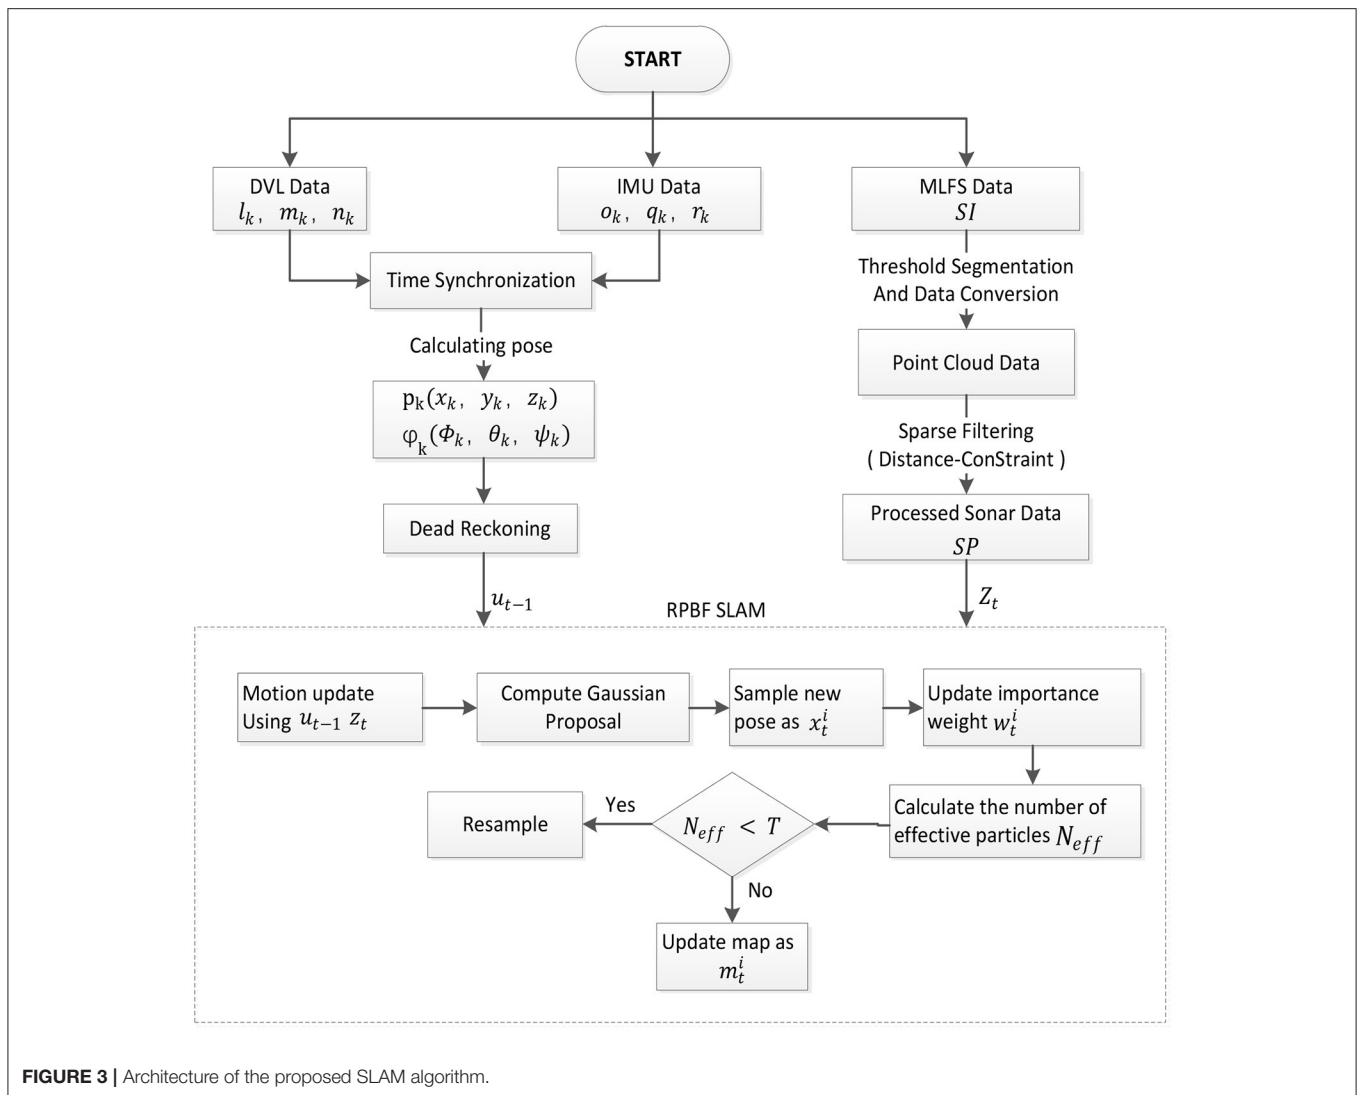 START
DVL Data
l_k, m_k, n_k
IMU Data
o_k, q_k, r_k
MLFS Data
SI
Time Synchronization
Threshold Segmentation
And Data Conversion
Calculating pose
Point Cloud Data
p_k(x_k, y_k, z_k)
φ_k(Φ_k, θ_k, ψ_k)
Sparse Filtering
( Distance-ConStraint )
Dead Reckoning
Processed Sonar Data
SP
u_{t−1}
Z_t
RPBF SLAM
Motion update
Using u_{t−1} z_t
Compute Gaussian
Proposal
Sample new
pose as x_t^i
Update importance
weight w_t^i
Calculate the number of
effective particles N_{eff}
N_{eff} < T
Yes
Resample
No
Update map as
m_t^i
FIGURE 3 | Architecture of the proposed SLAM algorithm.